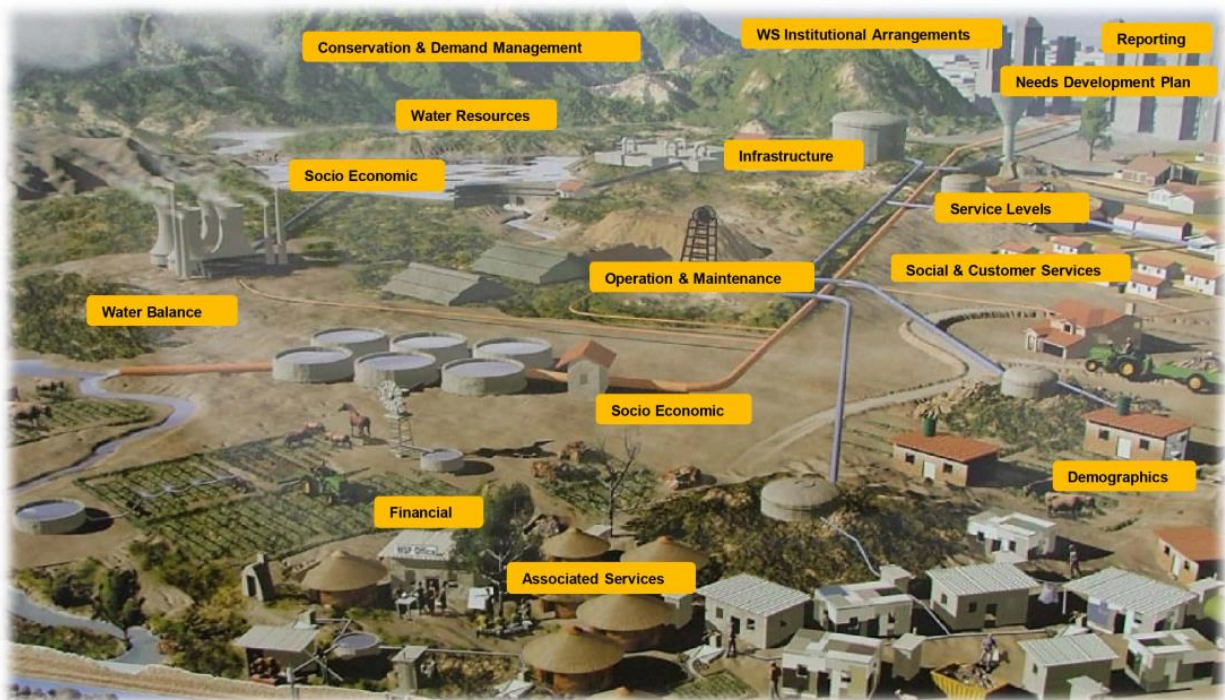 WS Institutional Arrangements
Reporting
Conservation & Demand Management
Needs Development Plan
Water Resources
Infrastructure
Socio Economic
Service Levels
Operation & Maintenance
Social & Customer Services
Water Balance
Socio Economic
Demographics
Financial
WSP Office
Associated Services